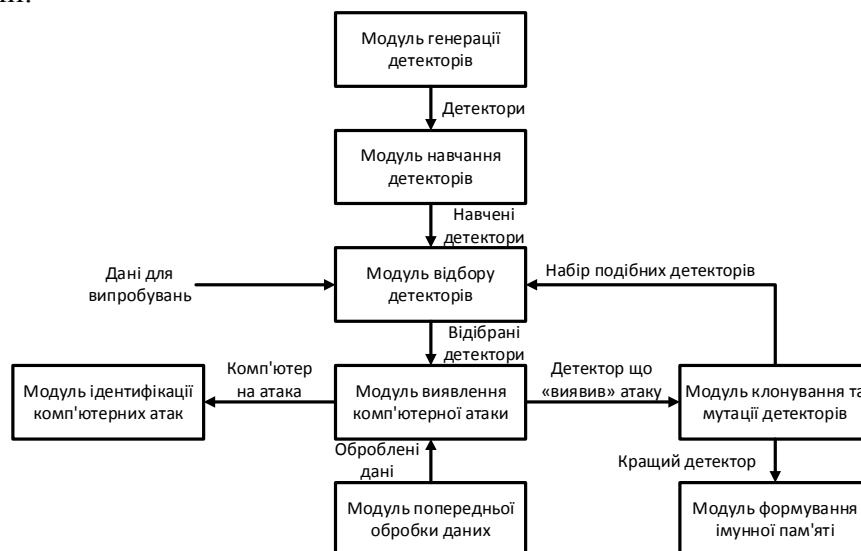 Модуль генерації
детекторів
Детектори
Модуль навчання
детекторів
Навчені
детектори
Дані для
випробувань
Модуль відбору
детекторів
Набір подібних детекторів
Відібрані
детектори
Комп'ютер
на атака
Детектор що
«виявив» атаку
Модуль ідентифікації
комп'ютерних атак
Модуль виявлення
комп'ютерної атаки
Модуль клонування та
мутації детекторів
Оброблені
дані
Кращий детектор
Модуль попередньої
обробки даних
Модуль формування
імунної пам'яті